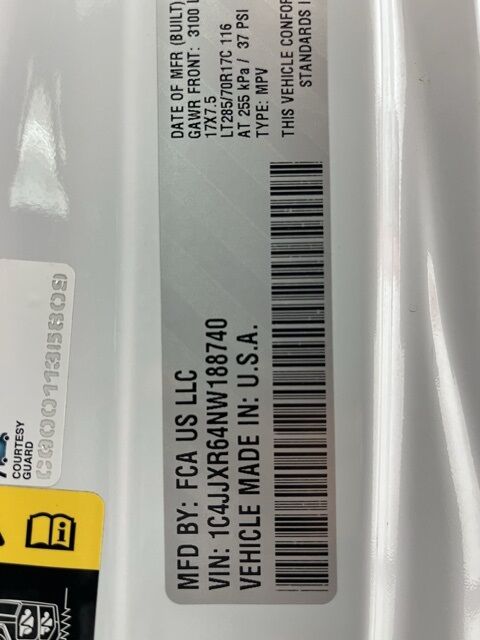 MFD BY: FCA US LLC
VIN: 1C4JJXR64NW188740
VEHICLE MADE IN: U.S.A.
DATE OF MFR (BUILT)
GAWR FRONT: 3100 L
17X7.5
LT285/70R17C 116
AT 255 kPa / 37 PSI
TYPE: MPV
THIS VEHICLE CONFOR
STANDARDS I
COURTESY
GUARD